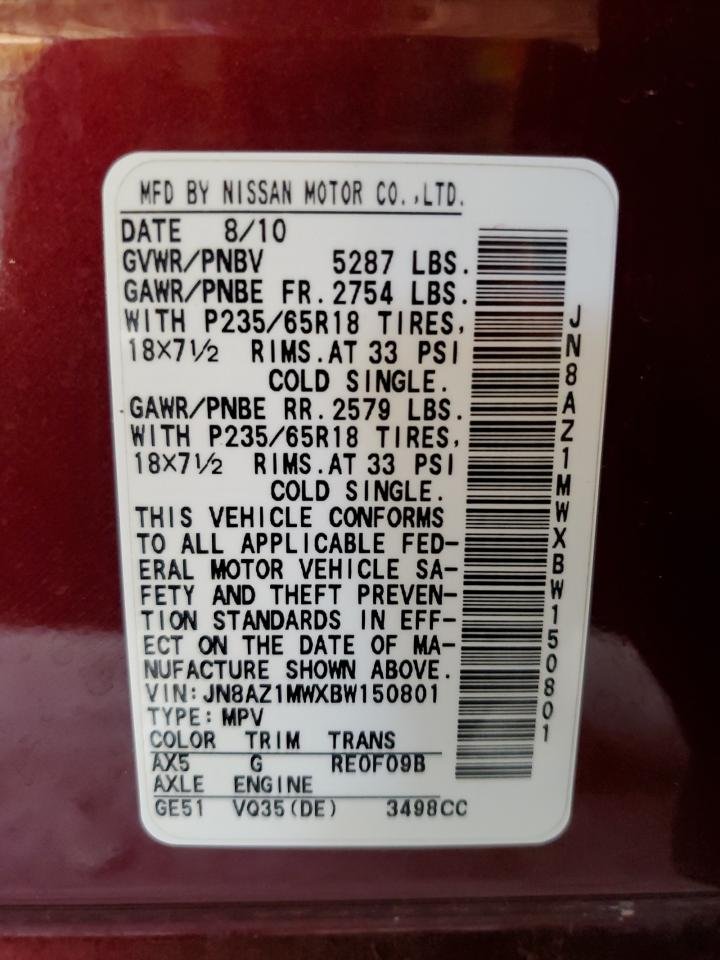 MFD BY NISSAN MOTOR CO.,LTD.
DATE 8/10
GVWR/PNBV 5287 LBS.
GAWR/PNBE FR.2754 LBS.
WITH P235/65R18 TIRES,
18X7½ RIMS.AT 33 PSI
COLD SINGLE.
GAWR/PNBE RR.2579 LBS.
WITH P235/65R18 TIRES,
18X7½ RIMS.AT 33 PSI
COLD SINGLE.
THIS VEHICLE CONFORMS
TO ALL APPLICABLE FED-
ERAL MOTOR VEHICLE SA-
FETY AND THEFT PREVEN-
TION STANDARDS IN EFF-
ECT ON THE DATE OF MA-
NUFACTURE SHOWN ABOVE.
VIN:JN8AZ1MWXBW150801
TYPE:MPV
COLOR TRIM TRANS
AX5 G RE0F09B
AXLE ENGINE
GE51 VQ35(DE) 3498CC
JN8AZ1MWXBW150801